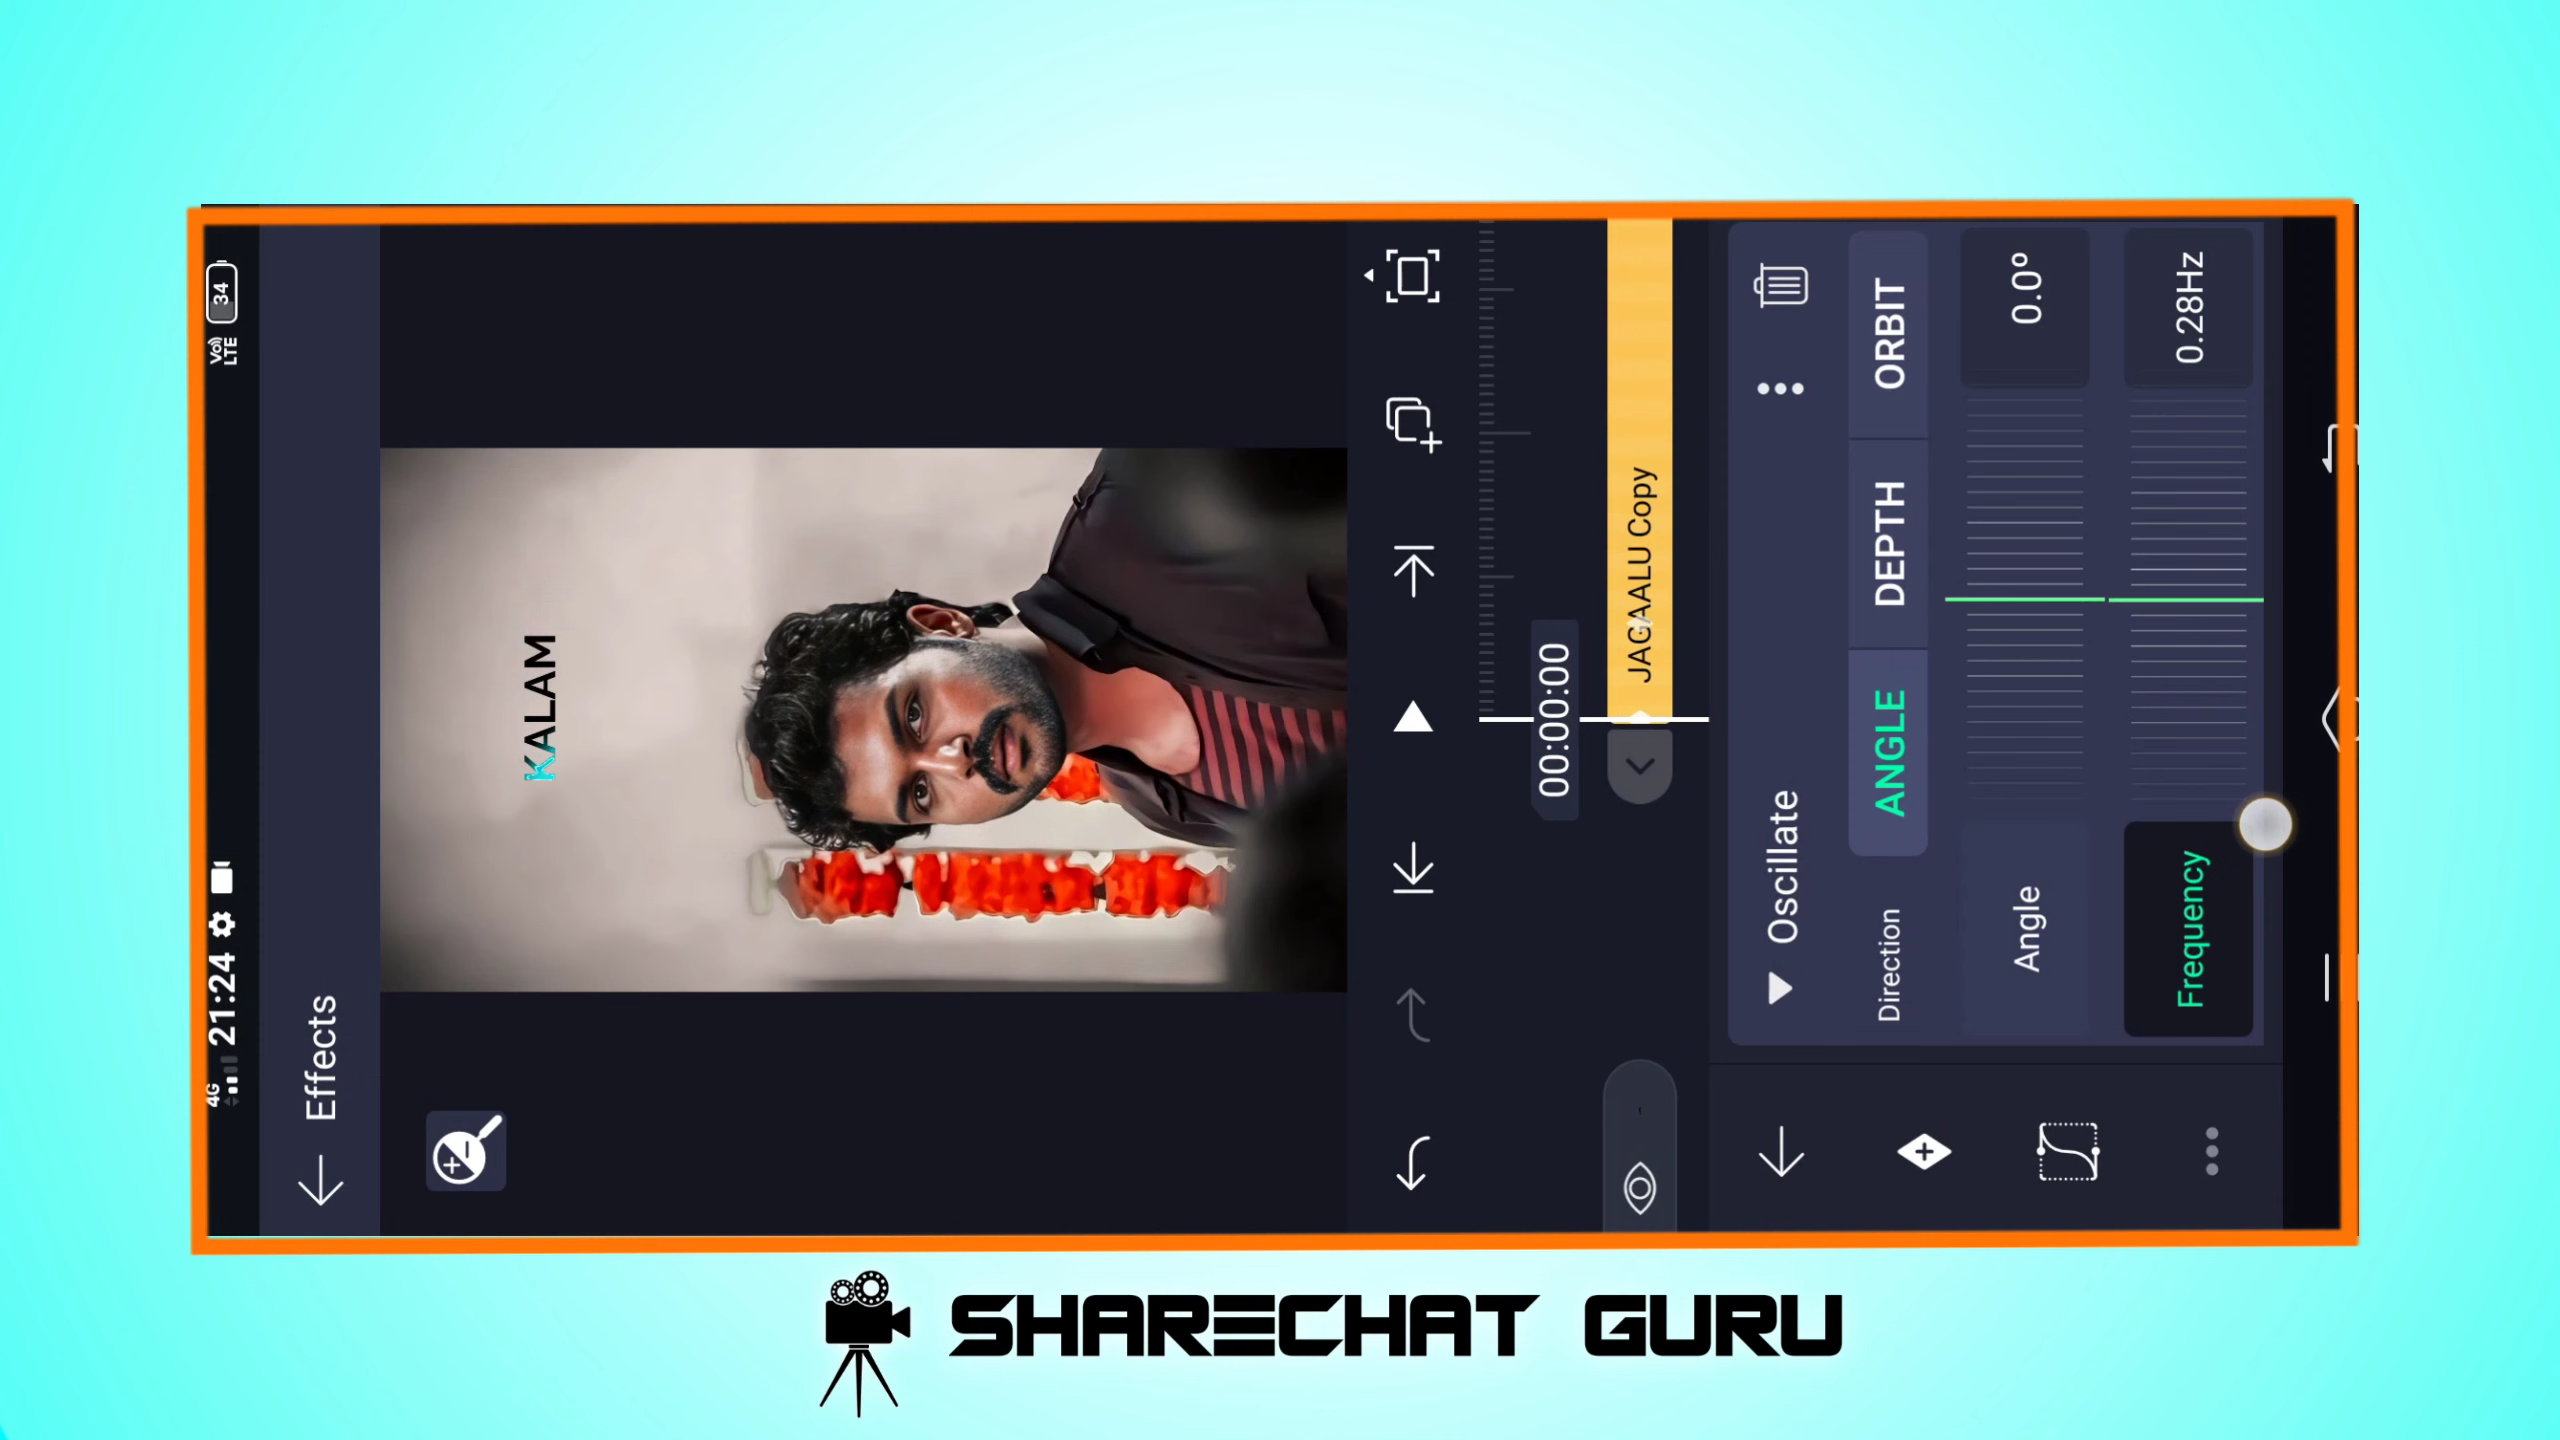 4G 21:24 Vo)) LTE 34
Effects
KALAM
00:00:00
JAGAALU Copy
Oscillate
Direction ANGLE DEPTH ORBIT
Angle 0.0°
Frequency 0.28Hz
SHARECHAT GURU